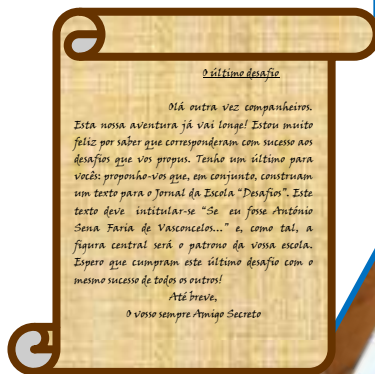 O último desafio
Olá outra vez companheiros.
Esta nossa aventura já vai longe! Estou muito
feliz por saber que corresponderam com sucesso aos
desafios que vos propus. Tenho um último para
vocês: proponho-vos que, em conjunto, construam
um texto para o Jornal da Escola “Desafios”. Este
texto deve intitular-se “Se eu fosse António
Sena Faria de Vasconcelos...” e, como tal, a
figura central será o patrono da vossa escola.
Espero que cumpram este último desafio com o
mesmo sucesso de todos os outros!
Até breve,
O vosso sempre Amigo Secreto